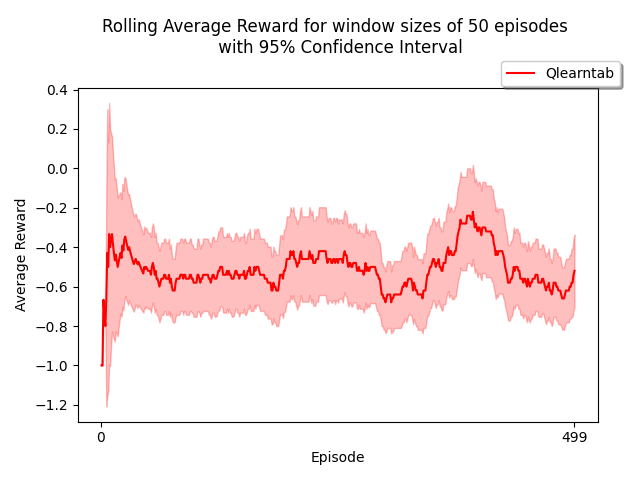 Rolling Average Reward for window sizes of 50 episodes
with 95% Confidence Interval
Qlearntab
0.4
0.2
0.0
−0.2
−0.4
−0.6
−0.8
−1.0
−1.2
Average Reward
0
499
Episode